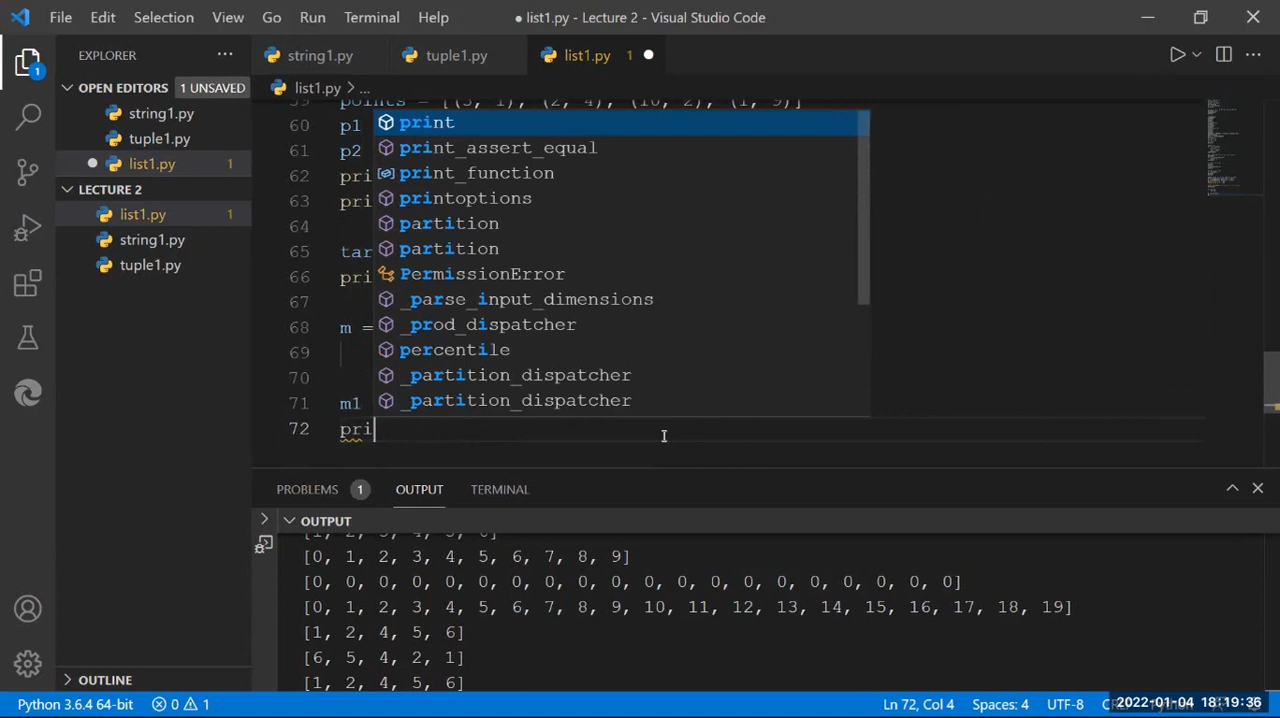 File Edit Selection View Go Run Terminal Help ● list1.py - Lecture 2 - Visual Studio Code
EXPLORER ... string1.py tuple1.py list1.py 1 ●
OPEN EDITORS 1 UNSAVED
list1.py > ...
string1.py
tuple1.py
● list1.py 1
LECTURE 2
list1.py 1
string1.py
tuple1.py
OUTLINE
59 points = [(3, 1), (2, 4), (10, 2), (1, 9)]
60 p1
61 p2
62 pri
63 pri
64
65 tar
66 pri
67
68 m =
69
70
71 m1
72 pri
print
print_assert_equal
print_function
printoptions
partition
partition
PermissionError
_parse_input_dimensions
_prod_dispatcher
percentile
_partition_dispatcher
_partition_dispatcher
PROBLEMS 1 OUTPUT TERMINAL
OUTPUT
[1, 2, 3, 4, 5, 6]
[0, 1, 2, 3, 4, 5, 6, 7, 8, 9]
[0, 0, 0, 0, 0, 0, 0, 0, 0, 0, 0, 0, 0, 0, 0, 0, 0, 0, 0, 0]
[0, 1, 2, 3, 4, 5, 6, 7, 8, 9, 10, 11, 12, 13, 14, 15, 16, 17, 18, 19]
[1, 2, 4, 5, 6]
[6, 5, 4, 2, 1]
[1, 2, 4, 5, 6]
1
Python 3.6.4 64-bit 0 1 Ln 72, Col 4 Spaces: 4 UTF-8 2022-01-04 18:19:36